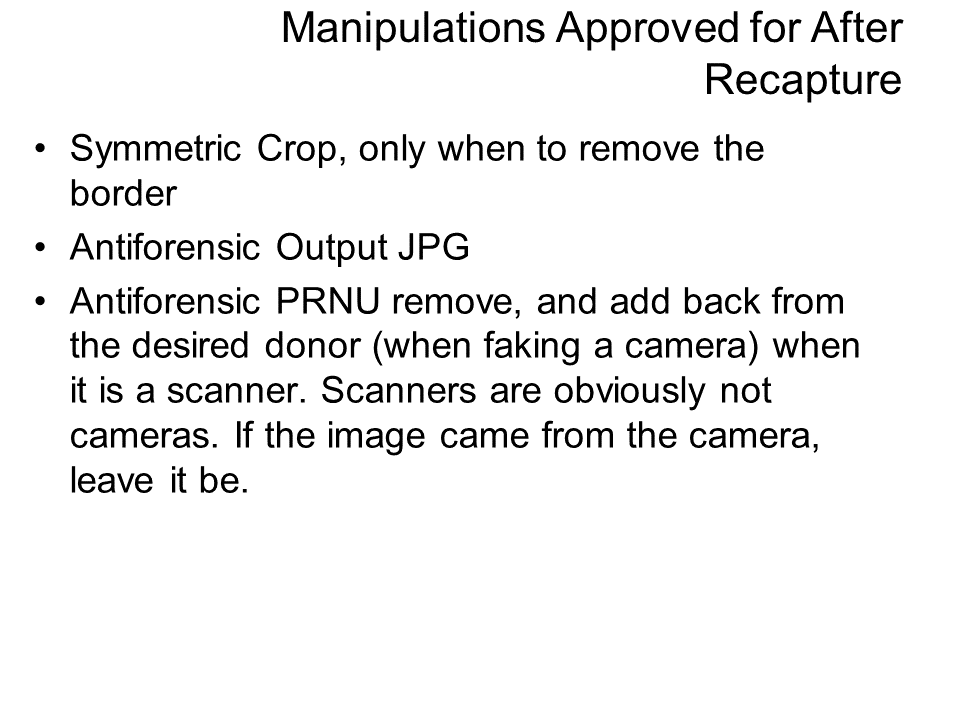 Manipulations Approved for After
Recapture
• Symmetric Crop, only when to remove the
border
• Antiforensic Output JPG
• Antiforensic PRNU remove, and add back from
the desired donor (when faking a camera) when
it is a scanner. Scanners are obviously not
cameras. If the image came from the camera,
leave it be.